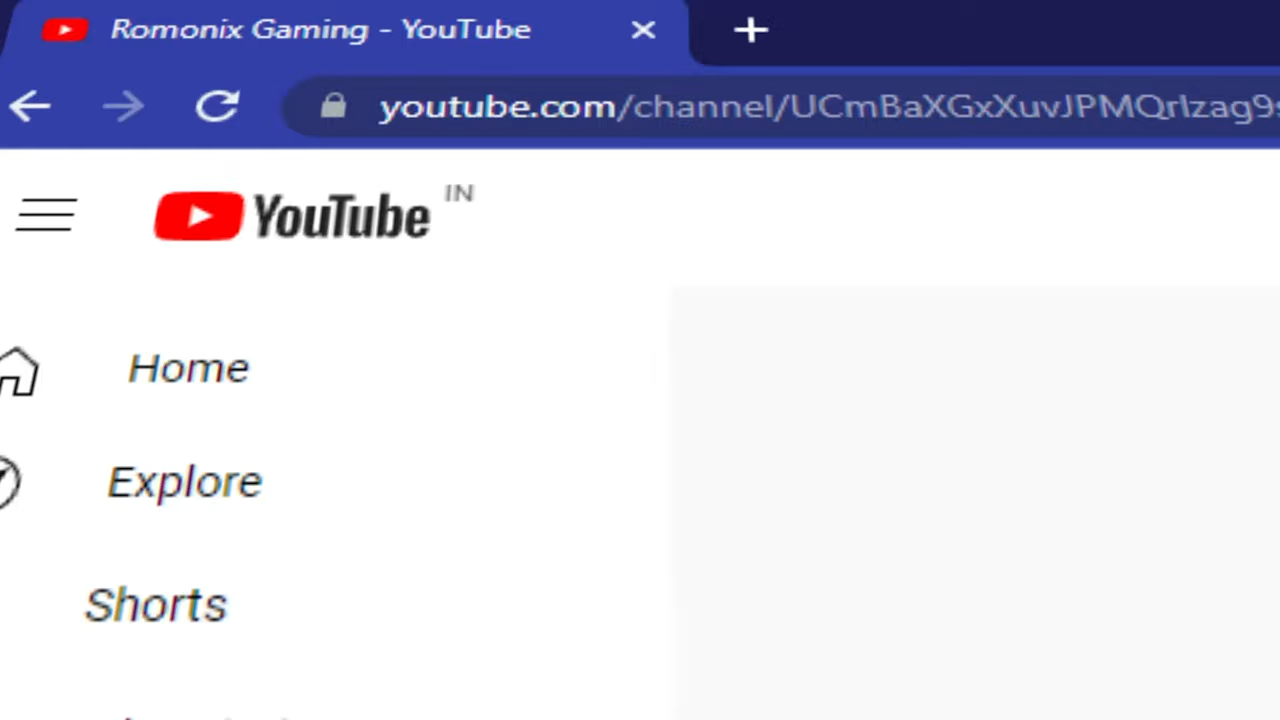 Romonix Gaming - YouTube
youtube.com/channel/UCmBaXGxXuvJPMQrlzag9
YouTube IN
Home
Explore
Shorts